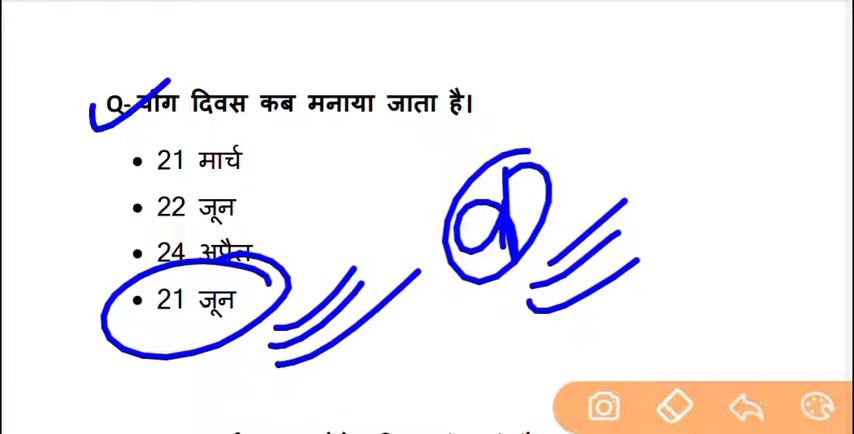 Q- योग दिवस कब मनाया जाता है।
• 21 मार्च
• 22 जून
• 24 अप्रैल
• 21 जून
d